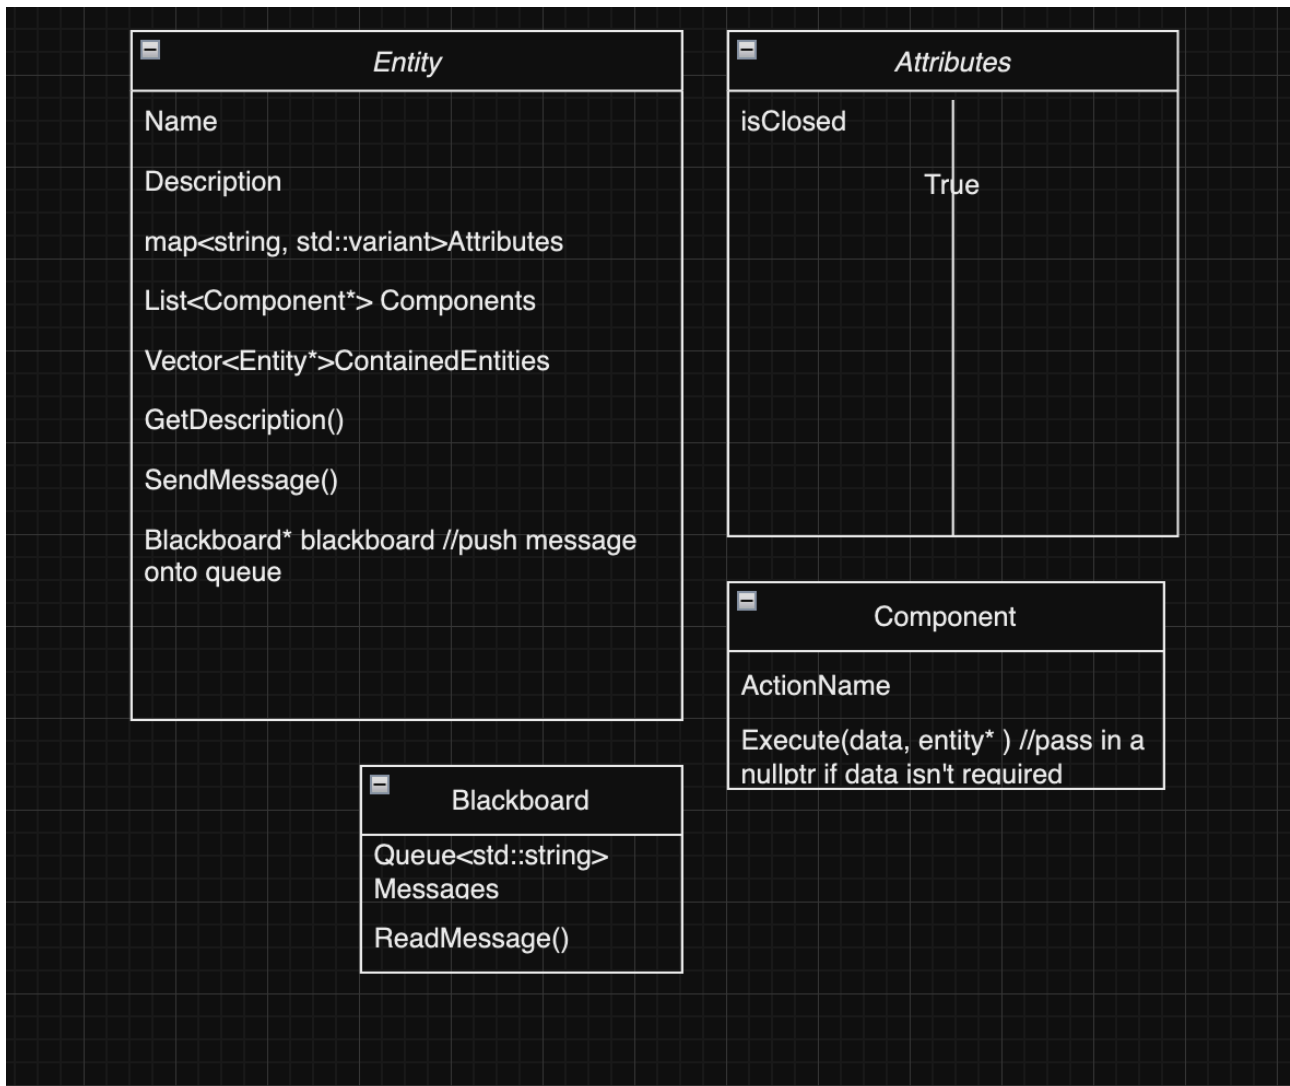 Entity
Name
Description
map<string, std::variant>Attributes
List<Component*> Components
Vector<Entity*>ContainedEntities
GetDescription()
SendMessage()
Blackboard* blackboard //push message
onto queue
Attributes
isClosed
True
Component
ActionName
Execute(data, entity* ) //pass in a
nullptr if data isn't required
Blackboard
Queue<std::string>
Messages
ReadMessage()